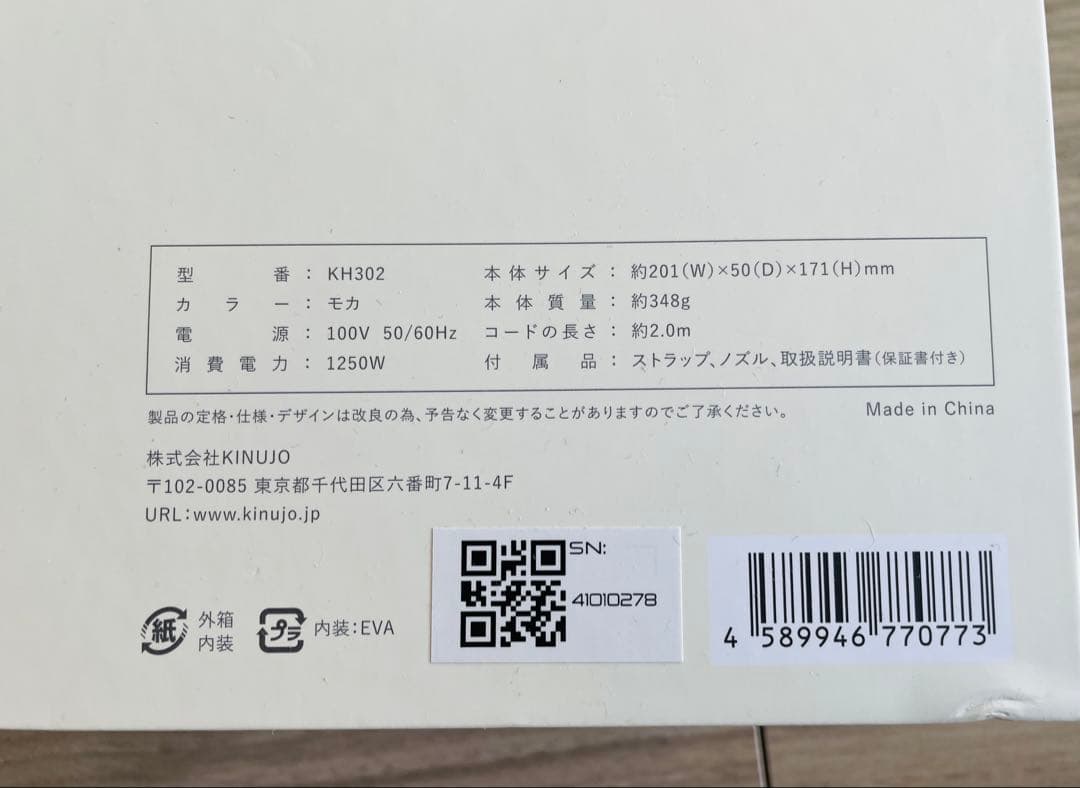 型番：KH302
カラー：モカ
電源：100V 50/60Hz
消費電力：1250W
本体サイズ：約201(W)×50(D)×171(H)mm
本体質量：約348g
コードの長さ：約2.0m
付属品：ストラップ、ノズル、取扱説明書(保証書付き)
製品の定格・仕様・デザインは改良の為、予告なく変更することがありますのでご了承ください。
Made in China
株式会社KINUJO
〒102-0085 東京都千代田区六番町7-11-4F
URL：www.kinujo.jp
紙
外箱
内装
プラ
内装：EVA
SN:
41010278
4 589946 770773